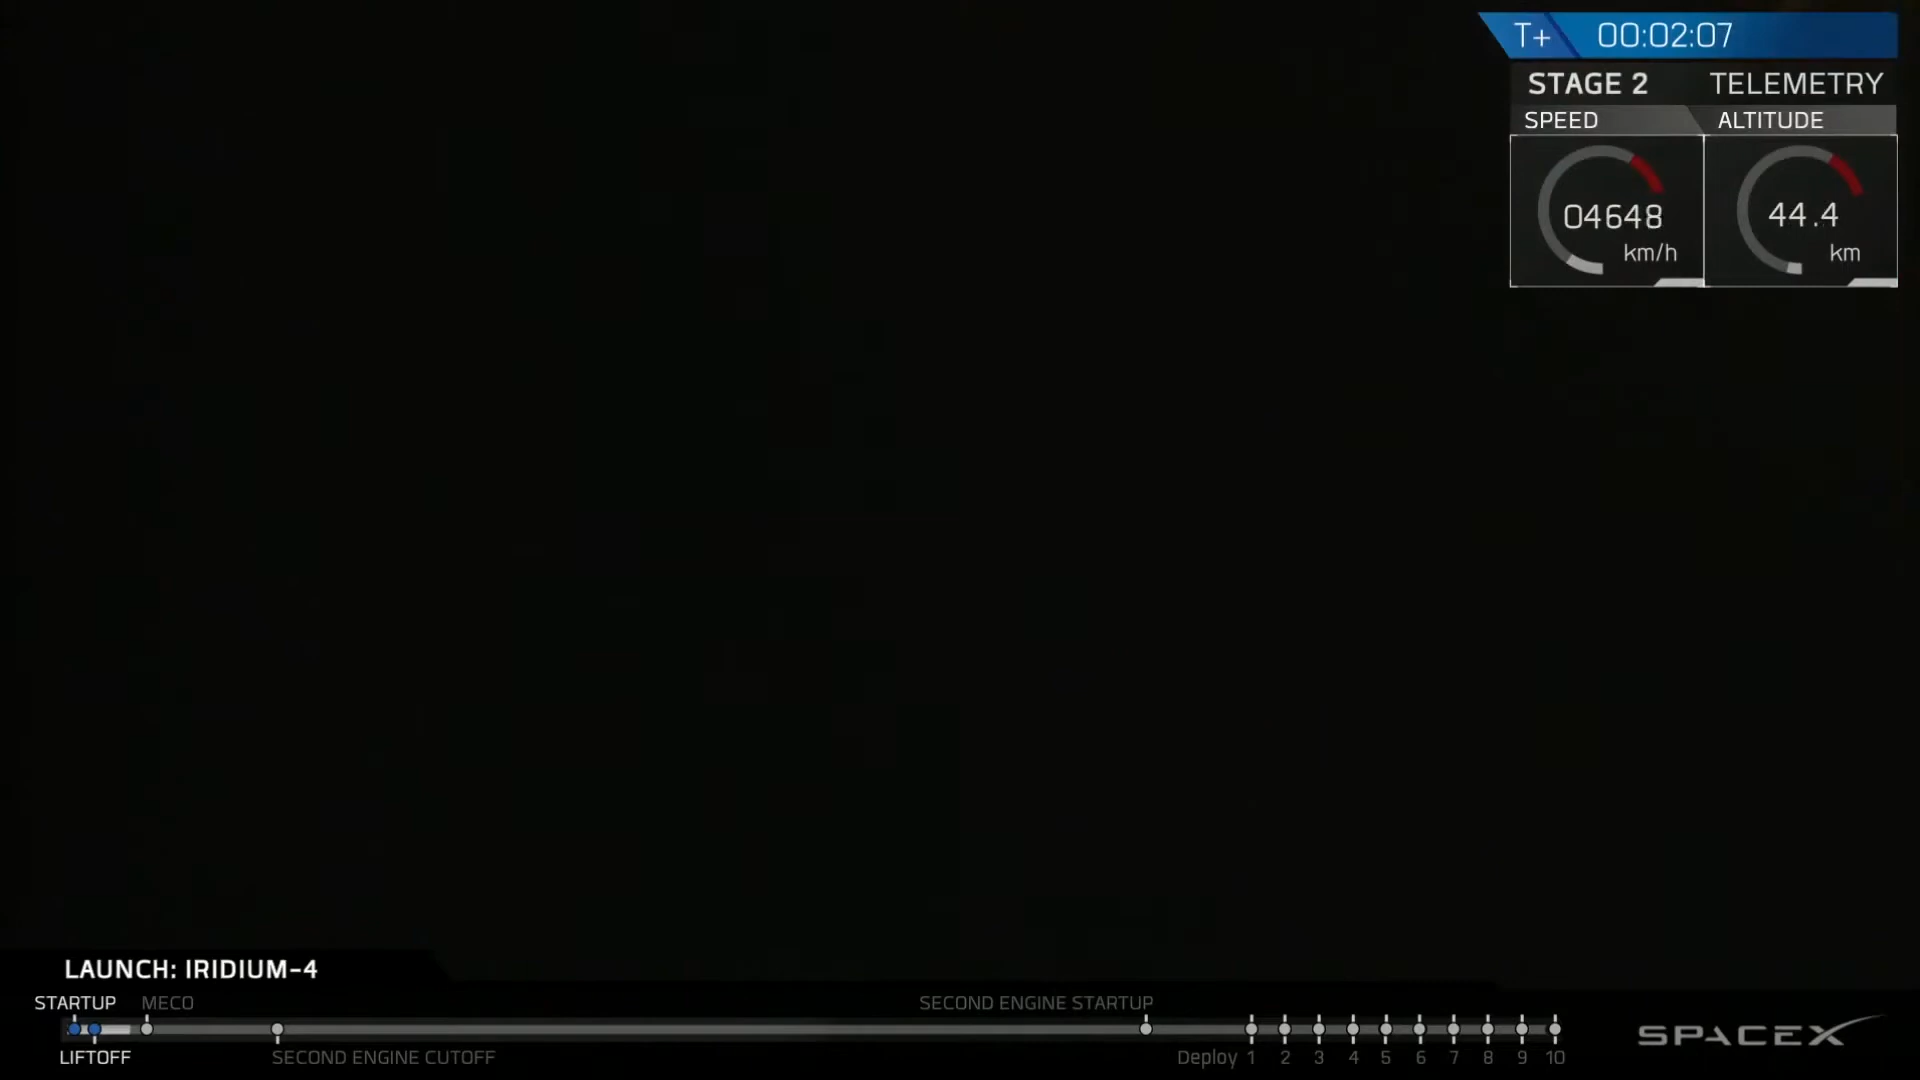 T+ 00:02:07
STAGE 2 TELEMETRY
SPEED ALTITUDE
04648 44.4
km/h km
LAUNCH: IRIDIUM-4
STARTUP MECO SECOND ENGINE STARTUP
LIFTOFF SECOND ENGINE CUTOFF Deploy 1 2 3 4 5 6 7 8 9 10
SPACEX